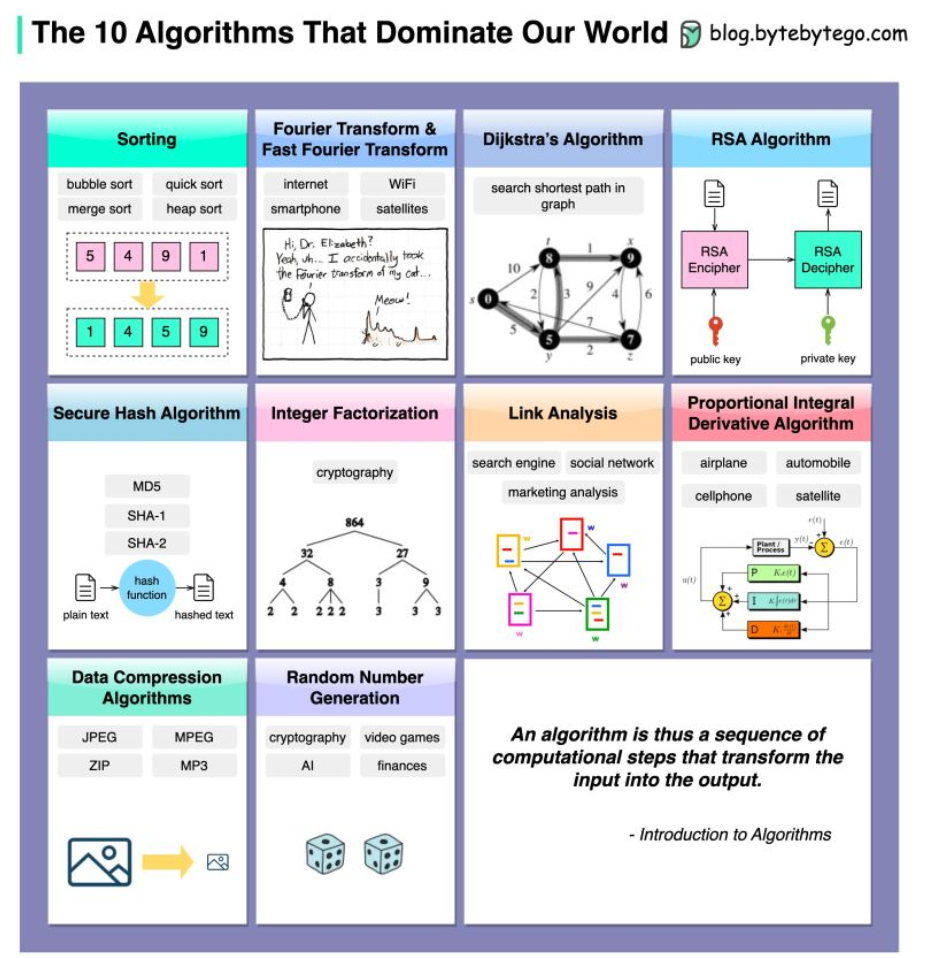 The 10 Algorithms That Dominate Our World
blog.bytebytego.com
Sorting
bubble sort
quick sort
merge sort
heap sort
5 4 9 1
1 4 5 9
Fourier Transform &
Fast Fourier Transform
internet
WiFi
smartphone
satellites
Hi, Dr. Elizabeth?
Yeah, uh... I accidentally took
the Fourier transform of my cat...
Meow!
Dijkstra's Algorithm
search shortest path in
graph
t
1
x
8
9
10
9
s
0
2
3
4
6
7
5
5
7
y
2
z
RSA Algorithm
RSA
Encipher
RSA
Decipher
public key
private key
Secure Hash Algorithm
MD5
SHA-1
SHA-2
hash
function
plain text
hashed text
Integer Factorization
cryptography
864
32 27
4 8 3 9
2 2 2 2 2 3 3 3
Link Analysis
search engine
social network
marketing analysis
w
w
w
w
w
Proportional Integral
Derivative Algorithm
airplane
automobile
cellphone
satellite
r(t)
Plant /
Process
y(t)
Σ
e(t)
u(t)
P
Σ
I
D
Data Compression
Algorithms
JPEG
MPEG
ZIP
MP3
Random Number
Generation
cryptography
video games
AI
finances
An algorithm is thus a sequence of
computational steps that transform the
input into the output.
- Introduction to Algorithms